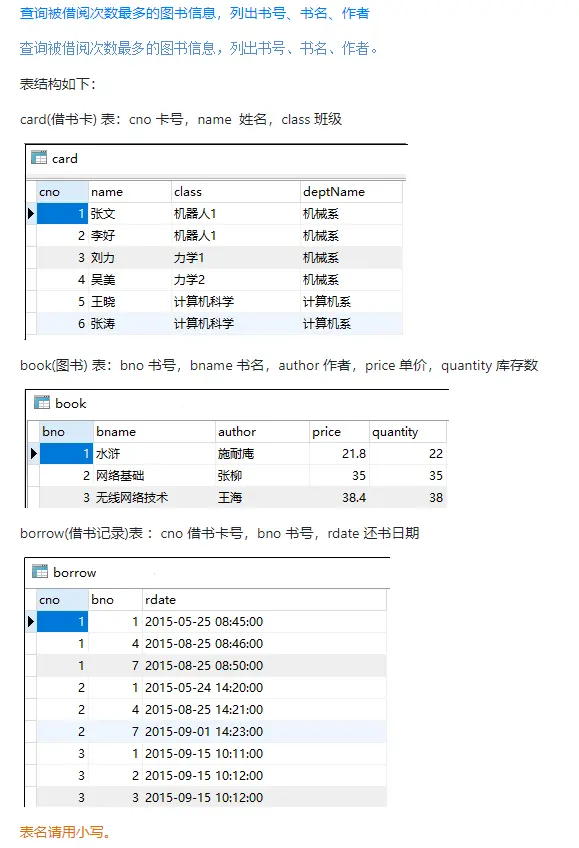 查询被借阅次数最多的图书信息，列出书号、书名、作者
查询被借阅次数最多的图书信息，列出书号、书名、作者。
表结构如下：
card(借书卡) 表：cno 卡号，name 姓名，class 班级
card
cno name class deptName
1 张文 机器人1 机械系
2 李好 机器人1 机械系
3 刘力 力学1 机械系
4 吴美 力学2 机械系
5 王晓 计算机科学 计算机系
6 张涛 计算机科学 计算机系
book(图书) 表：bno 书号，bname 书名，author 作者，price 单价，quantity 库存数
book
bno bname author price quantity
1 水浒 施耐庵 21.8 22
2 网络基础 张柳 35 35
3 无线网络技术 王海 38.4 38
borrow(借书记录)表 ：cno 借书卡号，bno 书号，rdate 还书日期
borrow
cno bno rdate
1 1 2015-05-25 08:45:00
1 4 2015-08-25 08:46:00
1 7 2015-08-25 08:50:00
2 1 2015-05-24 14:20:00
2 4 2015-08-25 14:21:00
2 7 2015-09-01 14:23:00
3 1 2015-09-15 10:11:00
3 2 2015-09-15 10:12:00
3 3 2015-09-15 10:12:00
表名请用小写。